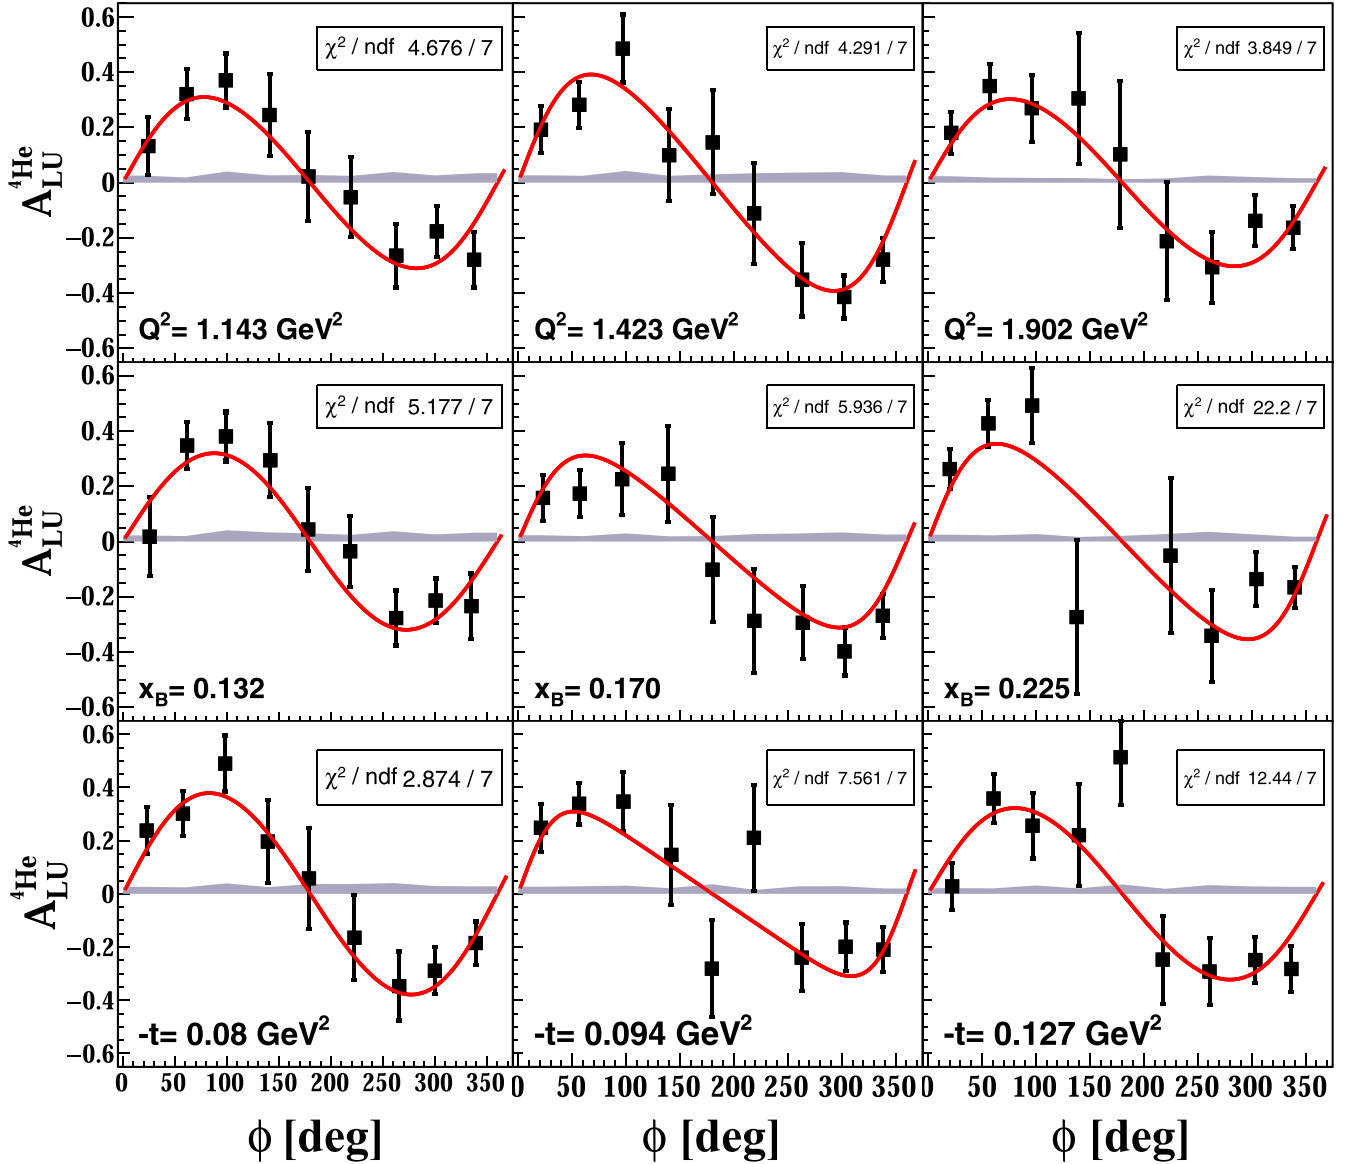 0.6
0.4
0.2
0
−0.2
−0.4
−0.6
A_LU^4He
χ² / ndf 4.676 / 7
Q²= 1.143 GeV²
χ² / ndf 4.291 / 7
Q²= 1.423 GeV²
χ² / ndf 3.849 / 7
Q²= 1.902 GeV²
0.6
0.4
0.2
0
−0.2
−0.4
−0.6
A_LU^4He
χ² / ndf 5.177 / 7
x_B= 0.132
χ² / ndf 5.936 / 7
x_B= 0.170
χ² / ndf 22.2 / 7
x_B= 0.225
0.6
0.4
0.2
0
−0.2
−0.4
−0.6
A_LU^4He
χ² / ndf 2.874 / 7
-t= 0.08 GeV²
χ² / ndf 7.561 / 7
-t= 0.094 GeV²
χ² / ndf 12.44 / 7
-t= 0.127 GeV²
0 50 100 150 200 250 300 350
0 50 100 150 200 250 300 350
0 50 100 150 200 250 300 350
ϕ [deg]
ϕ [deg]
ϕ [deg]